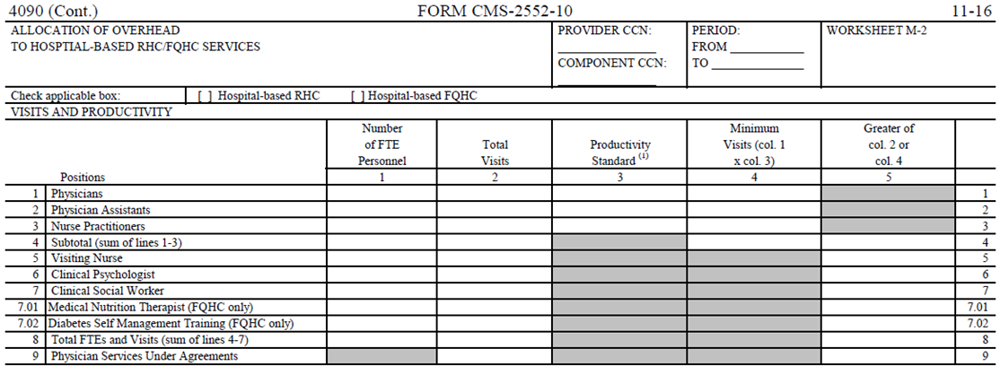 4090 (Cont.) FORM CMS-2552-10 11-16
ALLOCATION OF OVERHEAD PROVIDER CCN: PERIOD: WORKSHEET M-2
TO HOSPTIAL-BASED RHC/FQHC SERVICES FROM
COMPONENT CCN: TO
Check applicable box: [ ] Hospital-based RHC [ ] Hospital-based FQHC
VISITS AND PRODUCTIVITY
Number Minimum Greater of
of FTE Total Productivity Visits (col. 1 col. 2 or
Personnel Visits Standard (1) x col. 3) col. 4
Positions 1 2 3 4 5
1 Physicians 1
2 Physician Assistants 2
3 Nurse Practitioners 3
4 Subtotal (sum of lines 1-3) 4
5 Visiting Nurse 5
6 Clinical Psychologist 6
7 Clinical Social Worker 7
7.01 Medical Nutrition Therapist (FQHC only) 7.01
7.02 Diabetes Self Management Training (FQHC only) 7.02
8 Total FTEs and Visits (sum of lines 4-7) 8
9 Physician Services Under Agreements 9